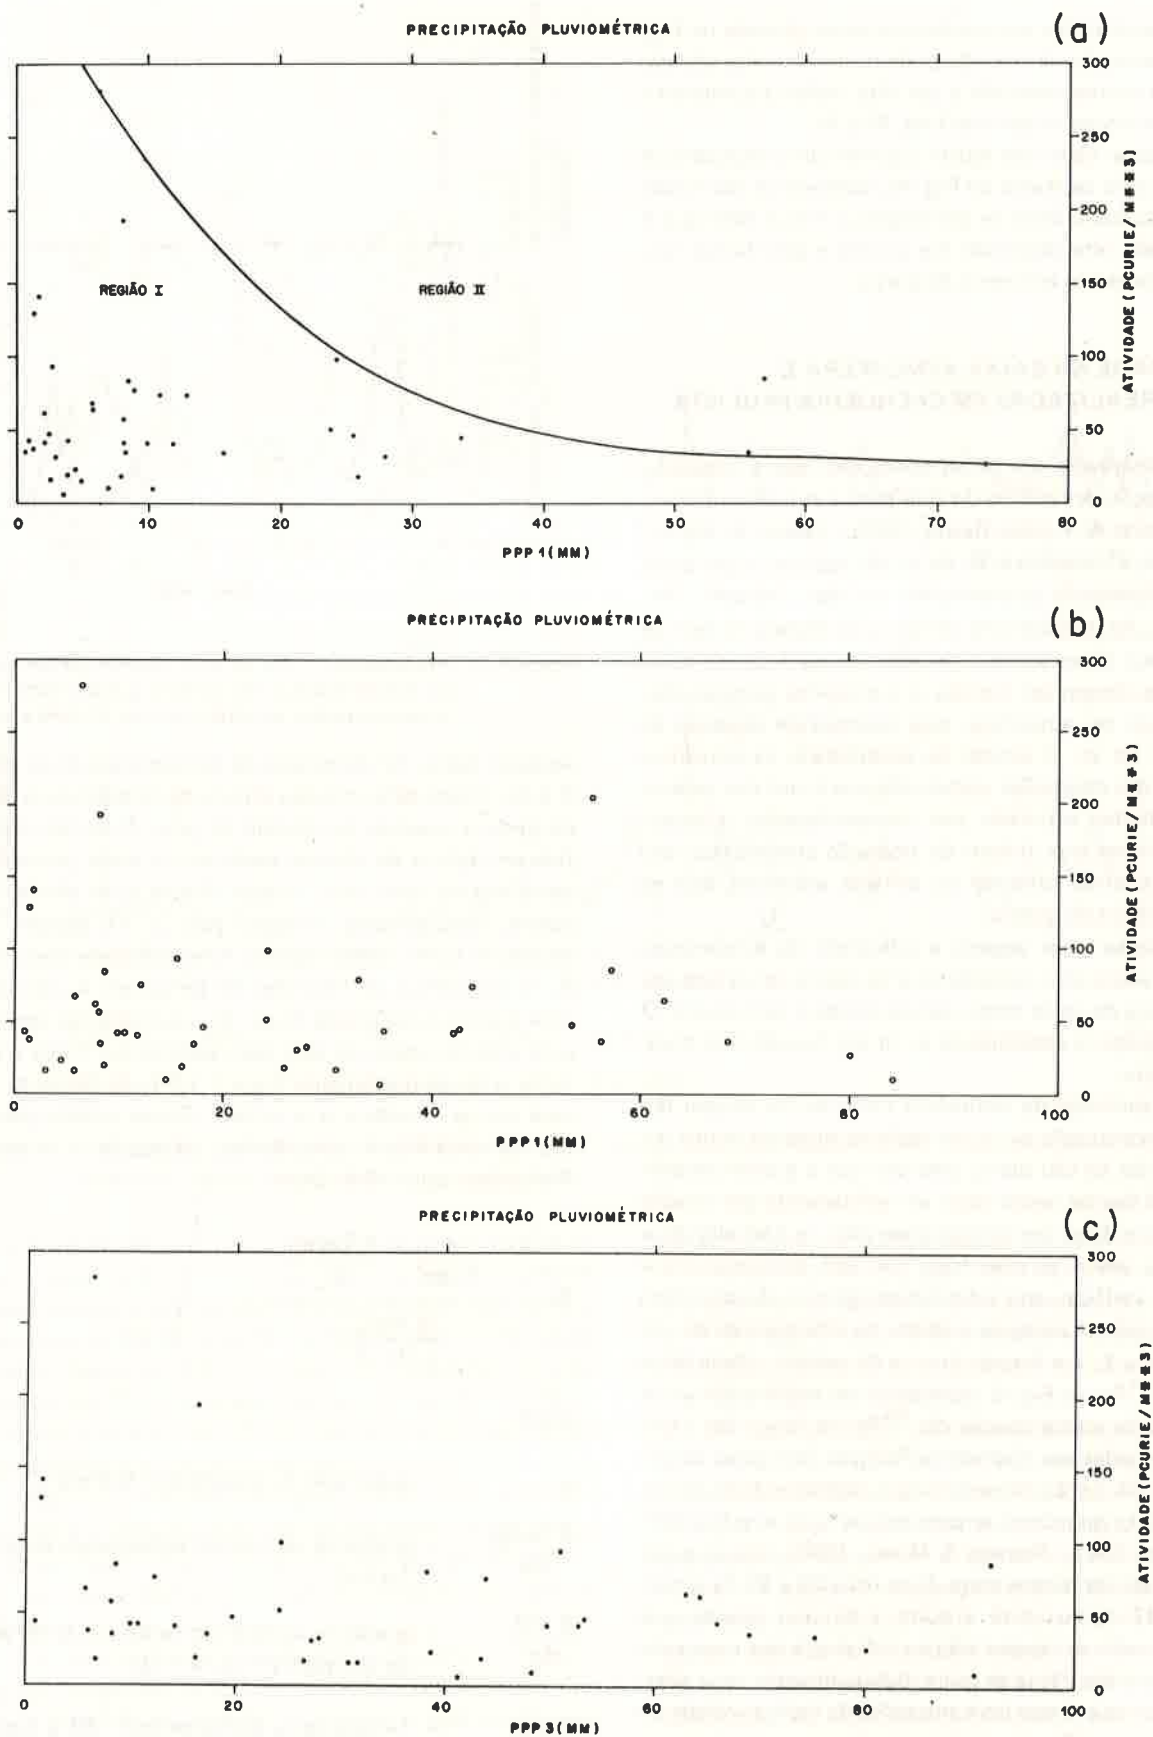 PRECIPITAÇÃO PLUVIOMÉTRICA
(a)
300
250
200
150
100
50
0
ATIVIDADE (PCURIE/M**3)
REGIÃO I
REGIÃO II
0 10 20 30 40 50 60 70 80
PPP1(MM)
PRECIPITAÇÃO PLUVIOMÉTRICA
(b)
300
250
200
150
100
50
0
ATIVIDADE (PCURIE/M**3)
0 20 40 60 80 100
PPP1(MM)
PRECIPITAÇÃO PLUVIOMÉTRICA
(c)
300
250
200
150
100
50
0
ATIVIDADE (PCURIE/M**3)
0 20 40 60 80 100
PPP3(MM)